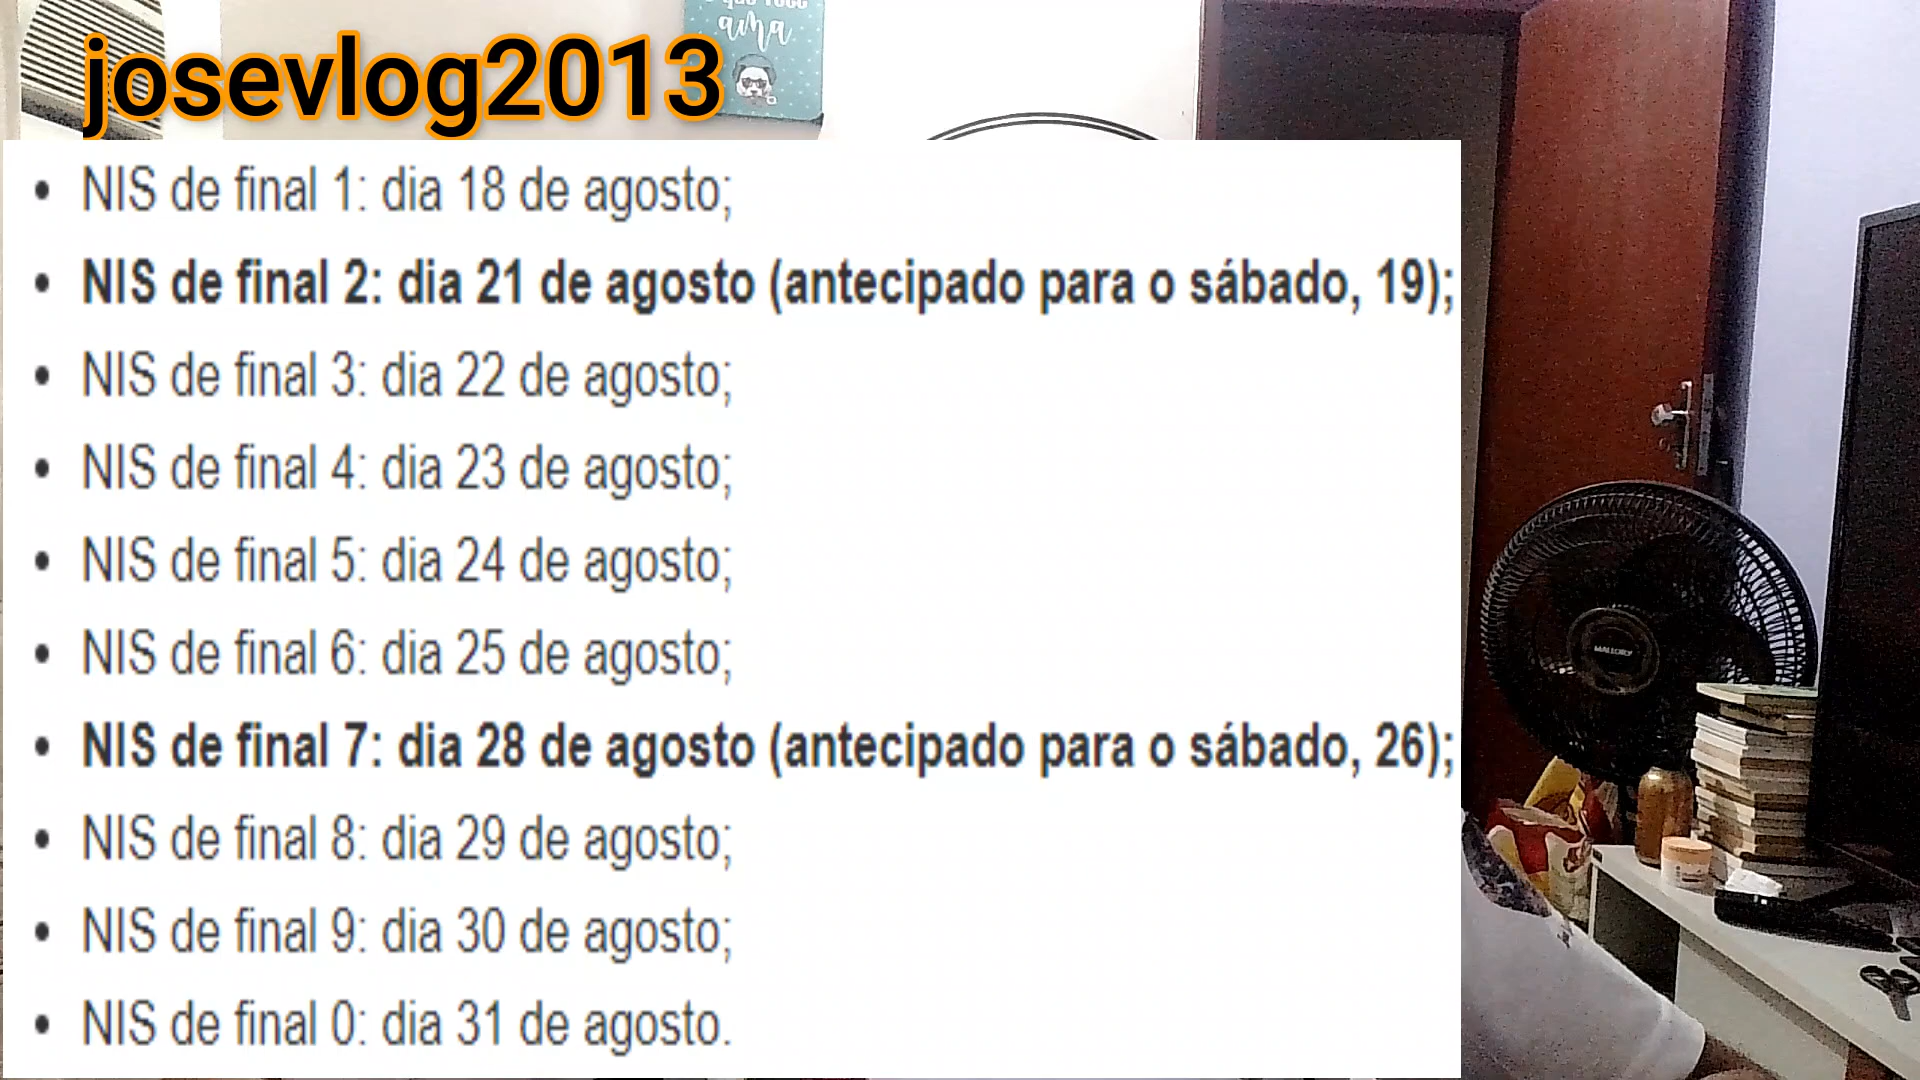 ama
josevlog2013
• NIS de final 1: dia 18 de agosto;
• NIS de final 2: dia 21 de agosto (antecipado para o sábado, 19);
• NIS de final 3: dia 22 de agosto;
• NIS de final 4: dia 23 de agosto;
• NIS de final 5: dia 24 de agosto;
• NIS de final 6: dia 25 de agosto;
• NIS de final 7: dia 28 de agosto (antecipado para o sábado, 26);
• NIS de final 8: dia 29 de agosto;
• NIS de final 9: dia 30 de agosto;
• NIS de final 0: dia 31 de agosto.
MALLORY